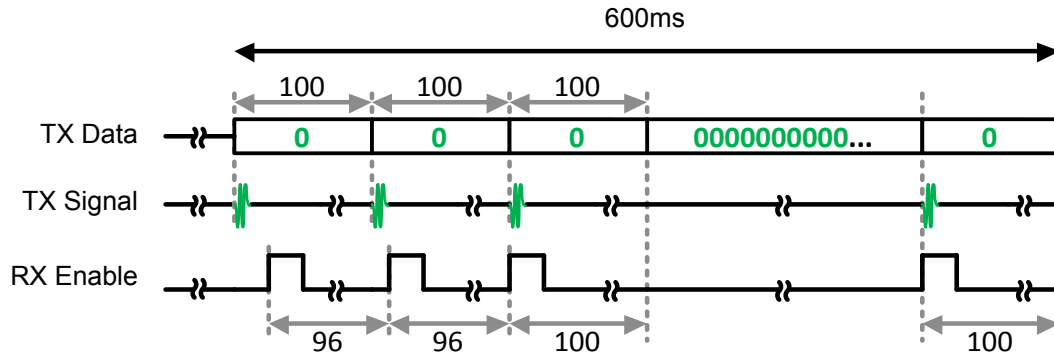 600ms
100 100 100
TX Data 0 0 0 0000000000... 0
TX Signal
RX Enable
96 96 100 100